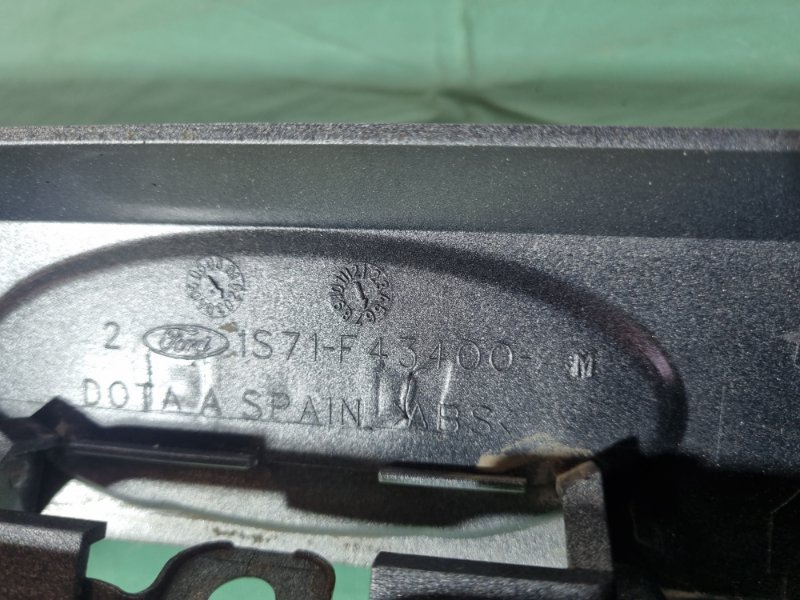 2 Ford 1S71-F43400- M
DOTA A SPAIN >ABS<